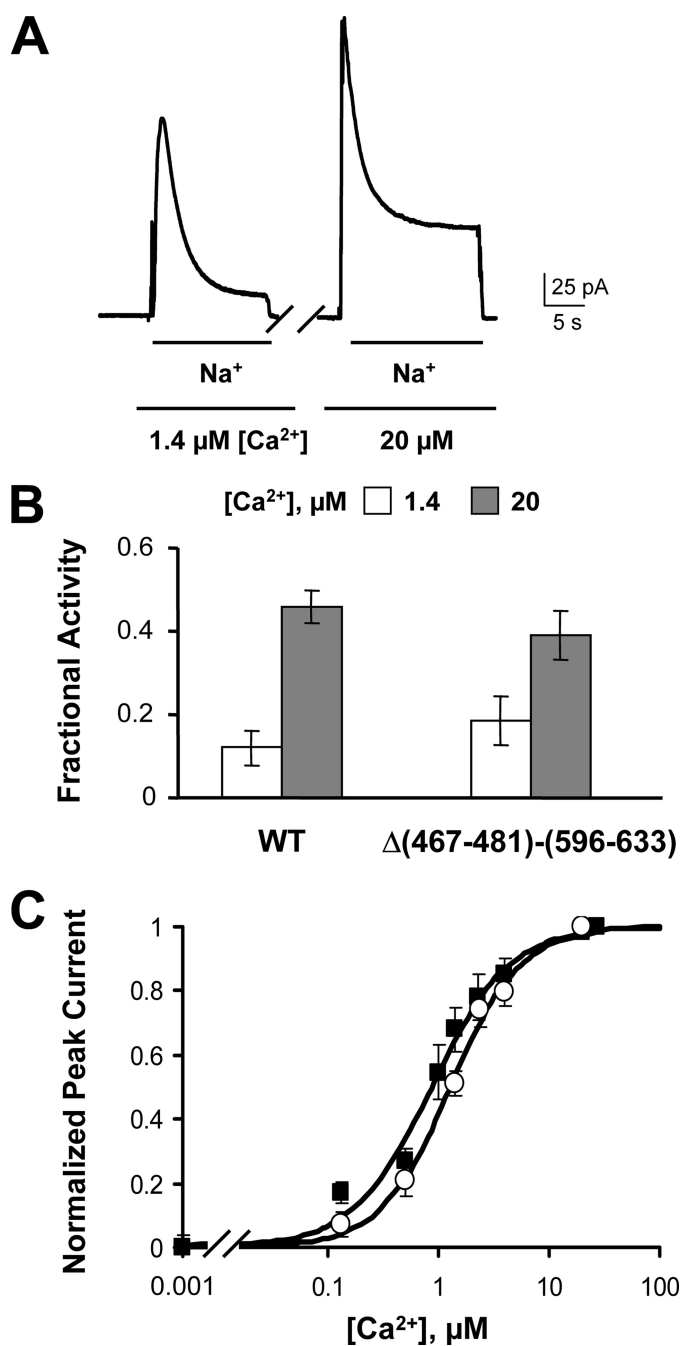 A
25 pA
5 s
Na⁺ Na⁺
1.4 µM [Ca²⁺] 20 µM
B
[Ca²⁺], µM 1.4 20
Fractional Activity
0.6
0.4
0.2
0
WT Δ(467-481)-(596-633)
C
Normalized Peak Current
1
0.8
0.6
0.4
0.2
0
0.001 0.1 1 10 100
[Ca²⁺], µM